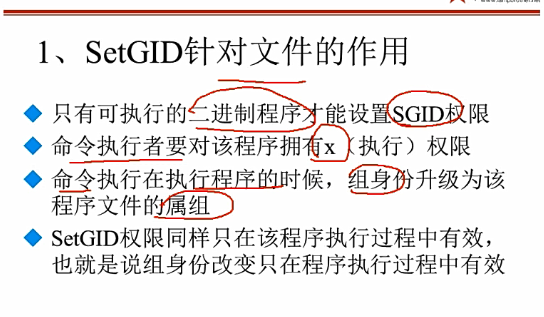 1、SetGID针对文件的作用
只有可执行的二进制程序才能设置SGID权限
命令执行者要对该程序拥有x（执行）权限
命令执行在执行程序的时候，组身份升级为该
程序文件的属组
SetGID权限同样只在该程序执行过程中有效，
也就是说组身份改变只在程序执行过程中有效